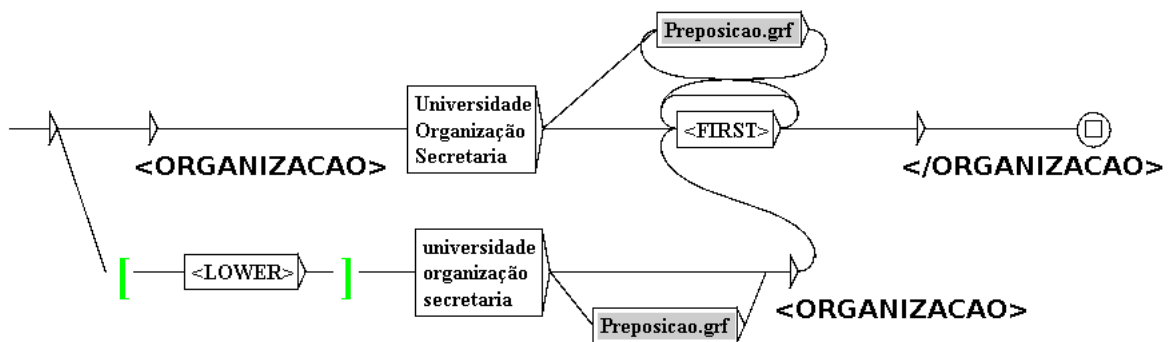 Preposicao.grf
Universidade
Organização
Secretaria
<FIRST>
<ORGANIZACAO>
</ORGANIZACAO>
[ <LOWER> ]
universidade
organização
secretaria
Preposicao.grf
<ORGANIZACAO>